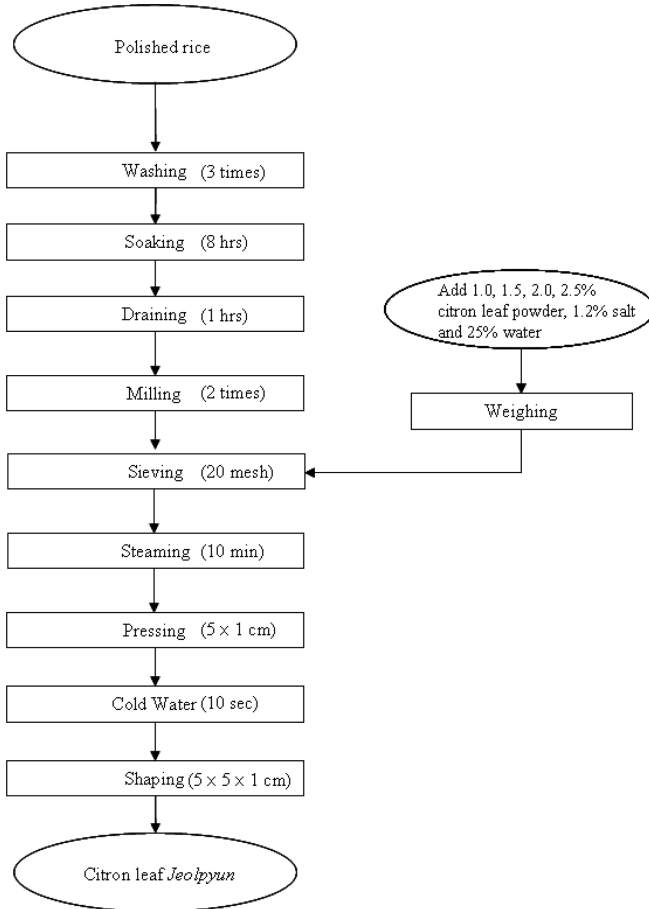 Polished rice
Washing (3 times)
Soaking (8 hrs)
Draining (1 hrs)
Add 1.0, 1.5, 2.0, 2.5%
citron leaf powder, 1.2% salt
and 25% water
Milling (2 times)
Weighing
Sieving (20 mesh)
Steaming (10 min)
Pressing (5 × 1 cm)
Cold Water (10 sec)
Shaping (5 × 5 × 1 cm)
Citron leaf Jeolpyun